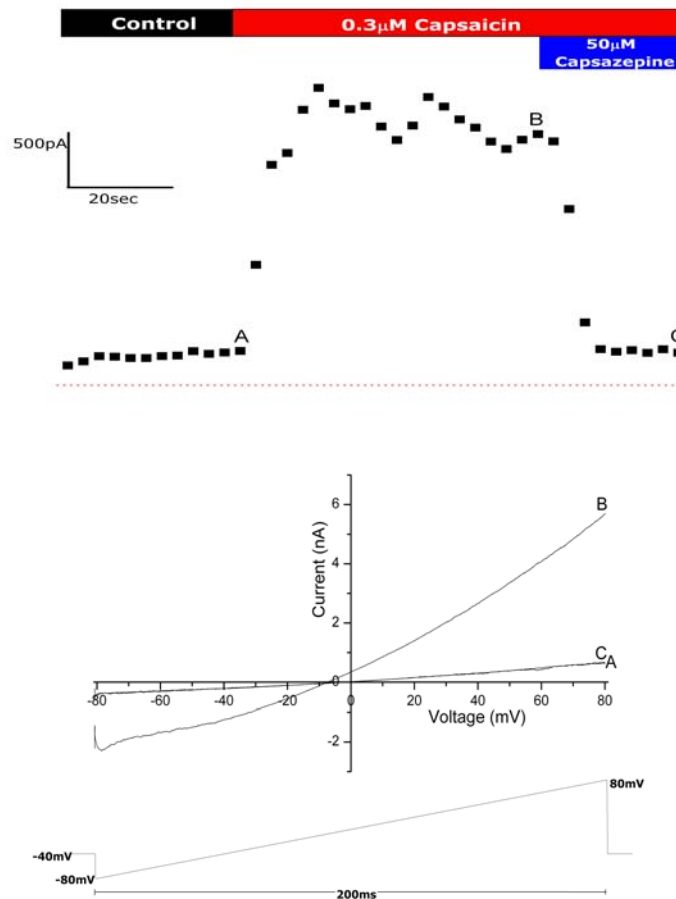 Control 0.3μM Capsaicin
50μM
Capsazepine
500pA
20sec
A
B
C
Current (nA)
6
4
2
0
-2
B
C
A
-80 -60 -40 -20 0 20 40 60 80
Voltage (mV)
80mV
-40mV
-80mV
200ms